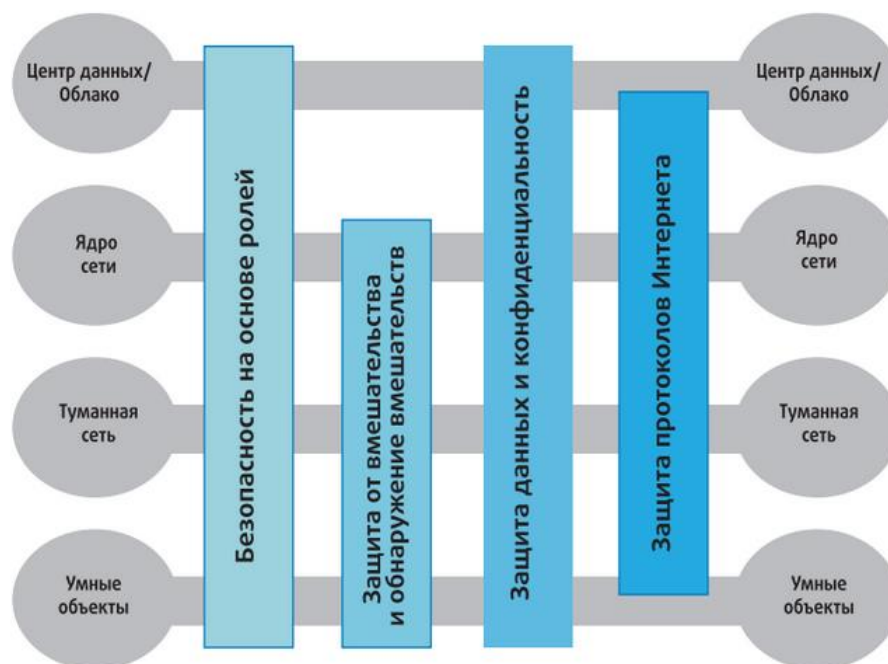 Центр данных/
Облако
Ядро
сети
Туманная
сеть
Умные
объекты
Безопасность на основе ролей
Защита от вмешательства
и обнаружение вмешательств
Защита данных и конфиденциальность
Защита протоколов Интернета
Центр данных/
Облако
Ядро
сети
Туманная
сеть
Умные
объекты